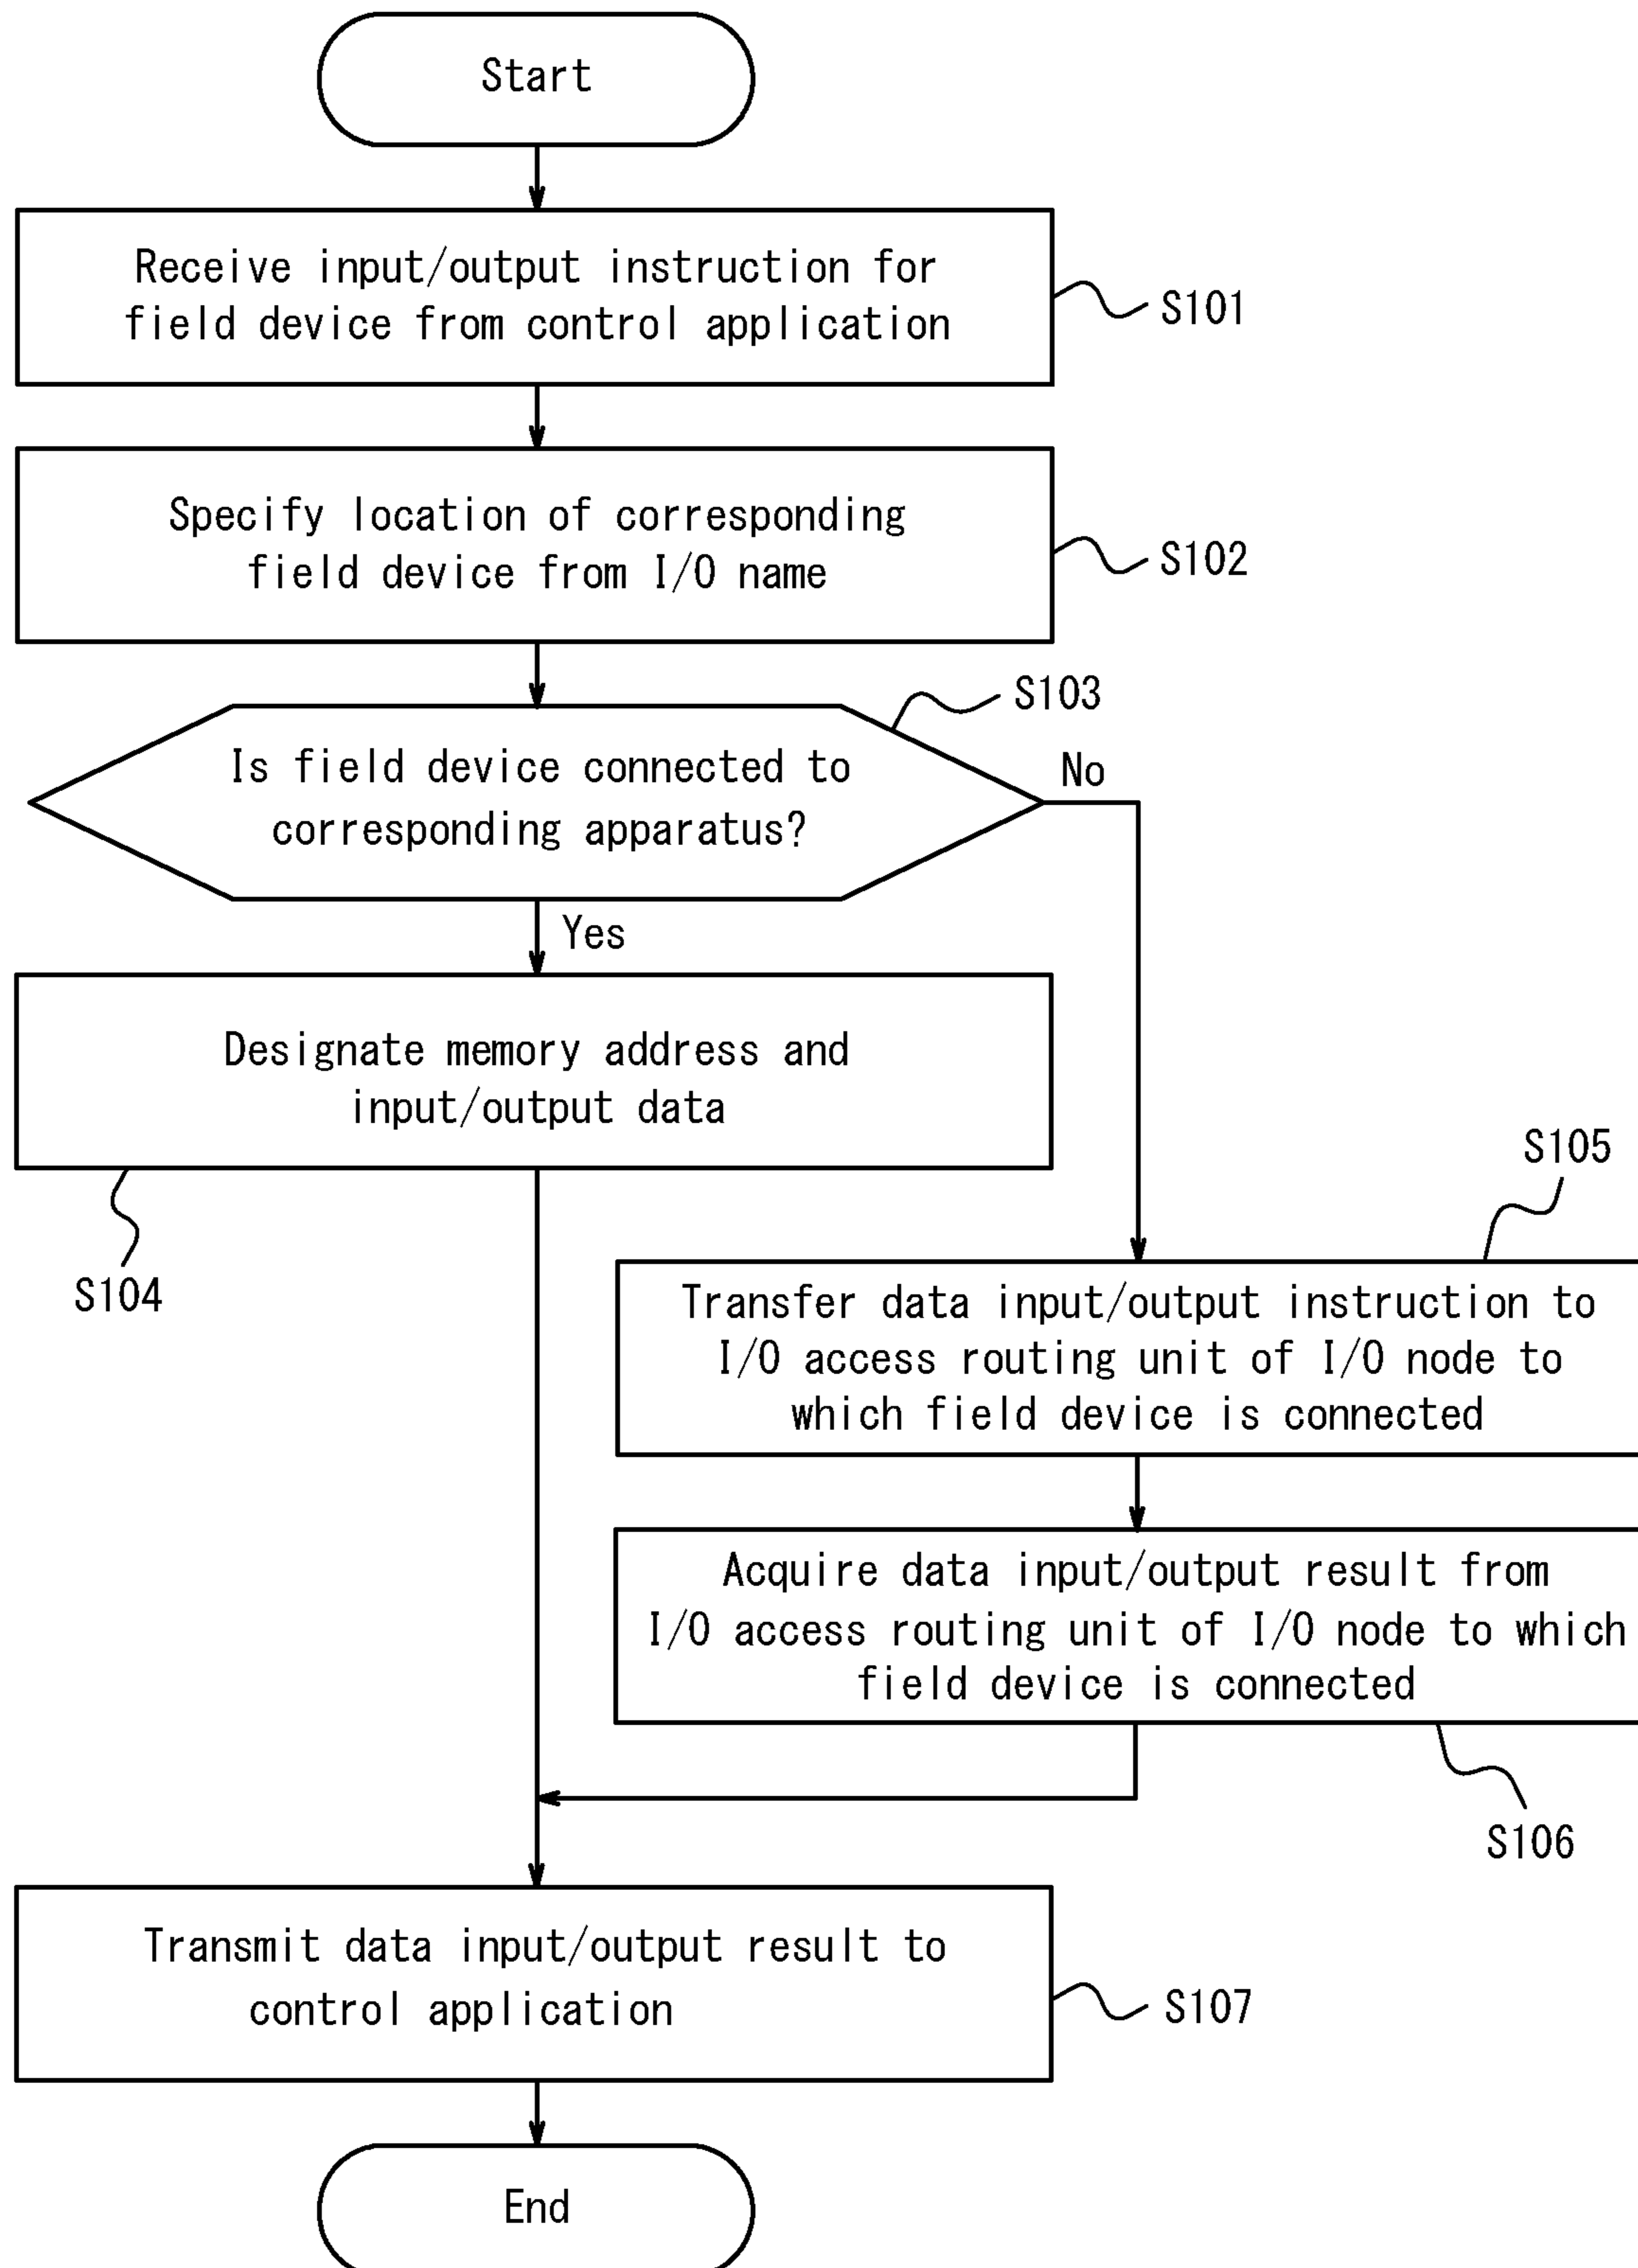 Start
Receive input/output instruction for
field device from control application
S101
Specify location of corresponding
field device from I/O name
S102
S103
Is field device connected to
corresponding apparatus?
No
Yes
Designate memory address and
input/output data
S104
S105
Transfer data input/output instruction to
I/O access routing unit of I/O node to
which field device is connected
Acquire data input/output result from
I/O access routing unit of I/O node to which
field device is connected
S106
Transmit data input/output result to
control application
S107
End